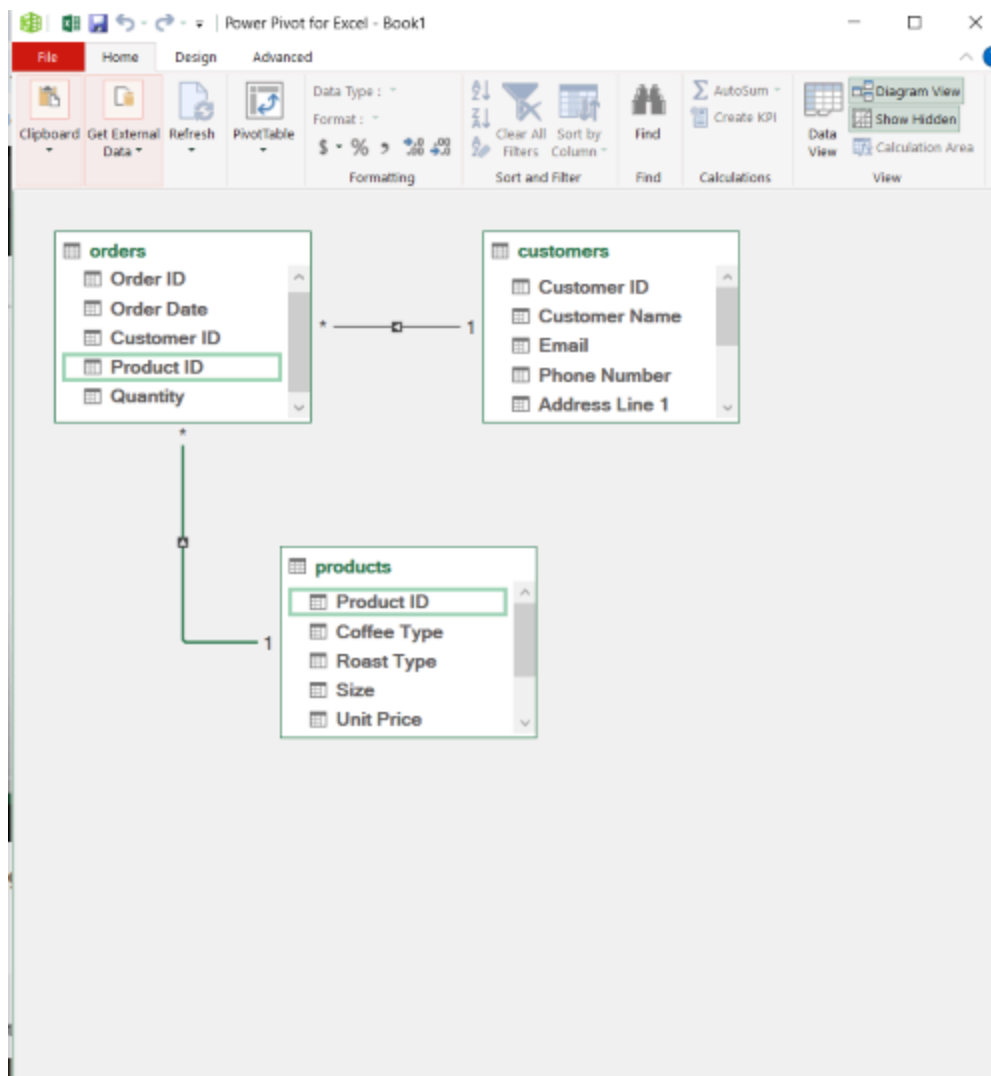 Power Pivot for Excel - Book1
File Home Design Advanced
Clipboard
Get External Data
Refresh
PivotTable
Data Type :
Format :
$ % ,
Formatting
Clear All Filters
Sort by Column
Sort and Filter
Find
Find
AutoSum
Create KPI
Calculations
Data View
Diagram View
Show Hidden
Calculation Area
View
orders
Order ID
Order Date
Customer ID
Product ID
Quantity
* 1
customers
Customer ID
Customer Name
Email
Phone Number
Address Line 1
*
1
products
Product ID
Coffee Type
Roast Type
Size
Unit Price